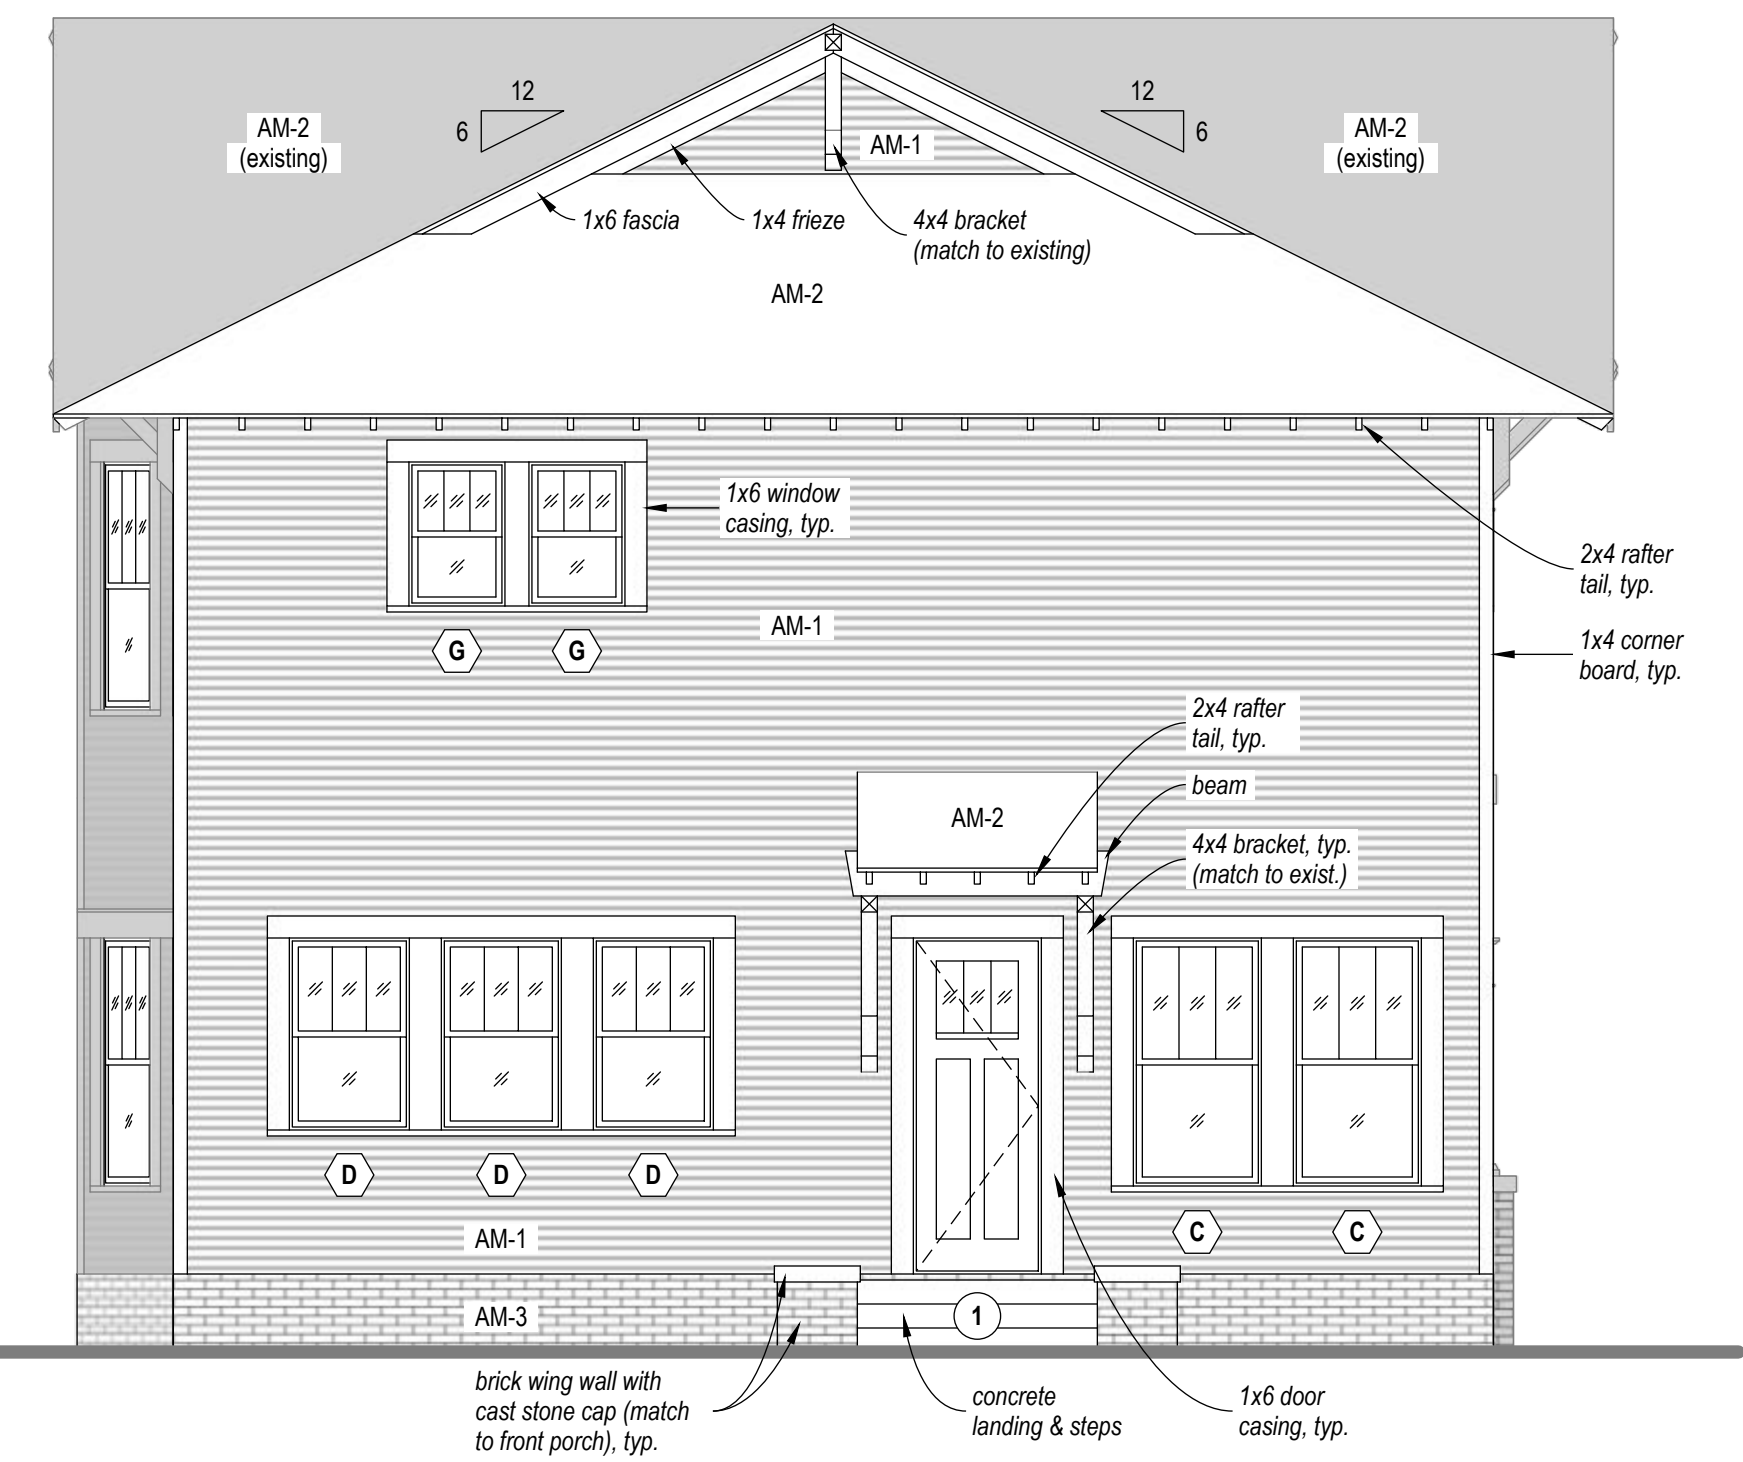 12
12
6
6
AM-2
(existing)
AM-1
AM-2
(existing)
1x6 fascia
1x4 frieze
4x4 bracket
(match to existing)
AM-2
1x6 window
casing, typ.
2x4 rafter
tail, typ.
AM-1
G
G
1x4 corner
board, typ.
2x4 rafter
tail, typ.
beam
AM-2
4x4 bracket, typ.
(match to exist.)
D
D
D
C
C
AM-1
AM-3
1
brick wing wall with
cast stone cap (match
to front porch), typ.
concrete
landing & steps
1x6 door
casing, typ.